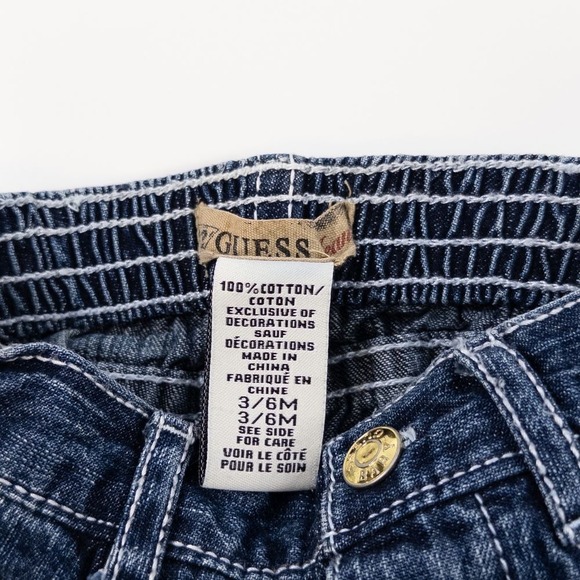 GUESS
100% COTTON/
COTON
EXCLUSIVE OF
DECORATIONS
SAUF
DÉCORATIONS
MADE IN
CHINA
FABRIQUÉ EN
CHINE
3/6M
3/6M
SEE SIDE
FOR CARE
VOIR LE CÔTÉ
POUR LE SOIN